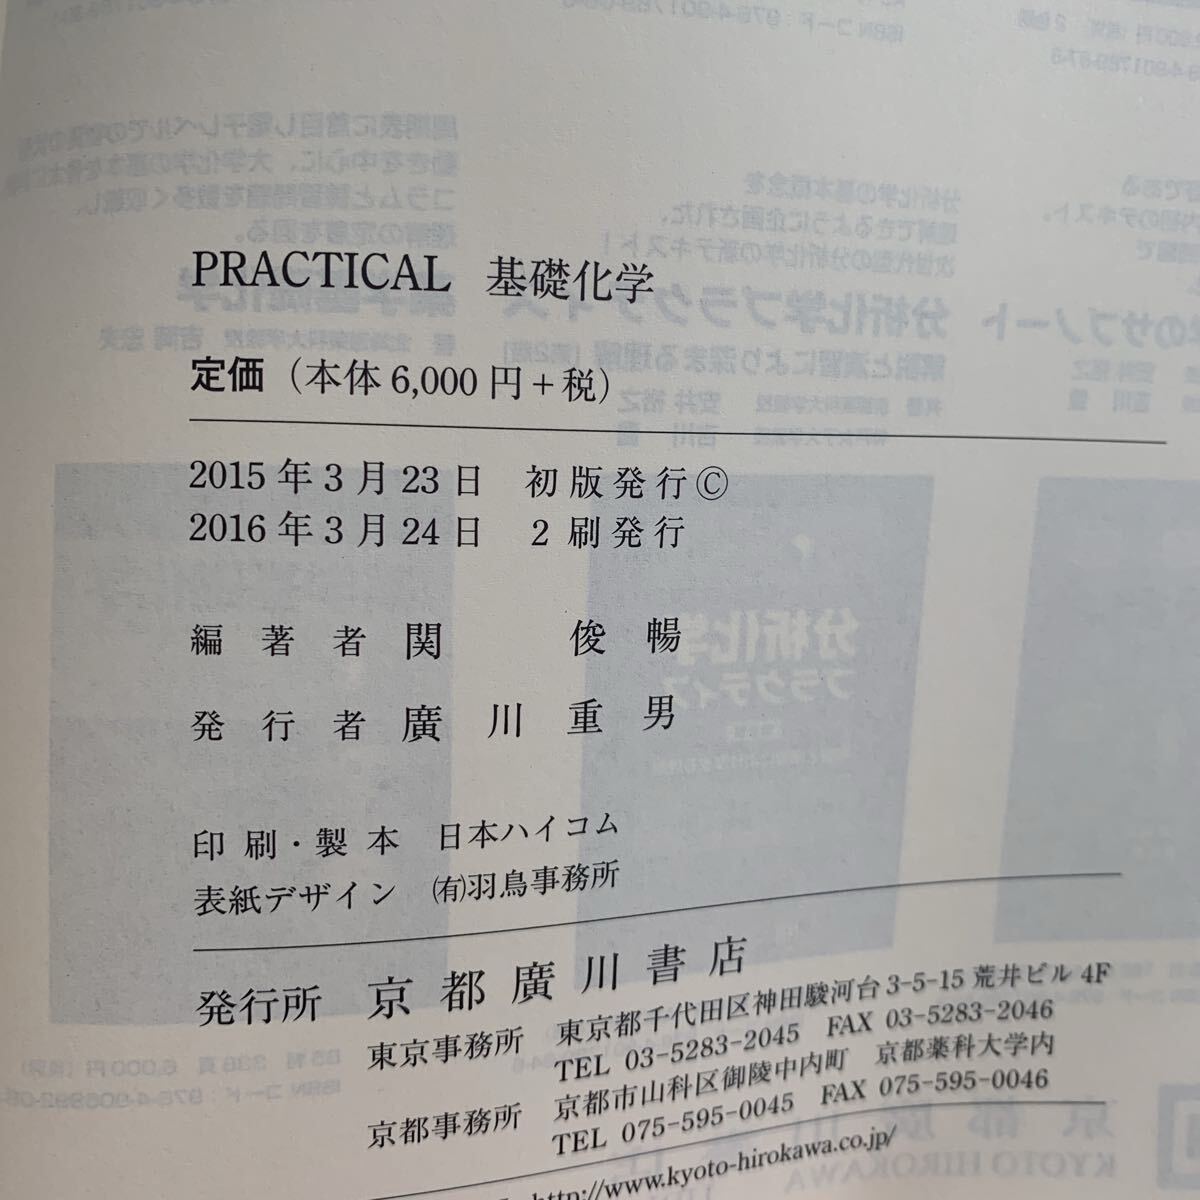 PRACTICAL 基礎化学
定価（本体 6,000 円＋税）
2015 年 3 月 23 日 初版発行©
2016 年 3 月 24 日 2 刷発行
編著者 関 俊暢
発行者 廣川重男
印刷・製本 日本ハイコム
表紙デザイン ㈲羽鳥事務所
発行所 京都廣川書店
東京事務所 東京都千代田区神田駿河台 3-5-15 荒井ビル 4F
TEL 03-5283-2045 FAX 03-5283-2046
京都事務所 京都市山科区御陵中内町 京都薬科大学内
TEL 075-595-0045 FAX 075-595-0046
http://www.kyoto-hirokawa.co.jp/